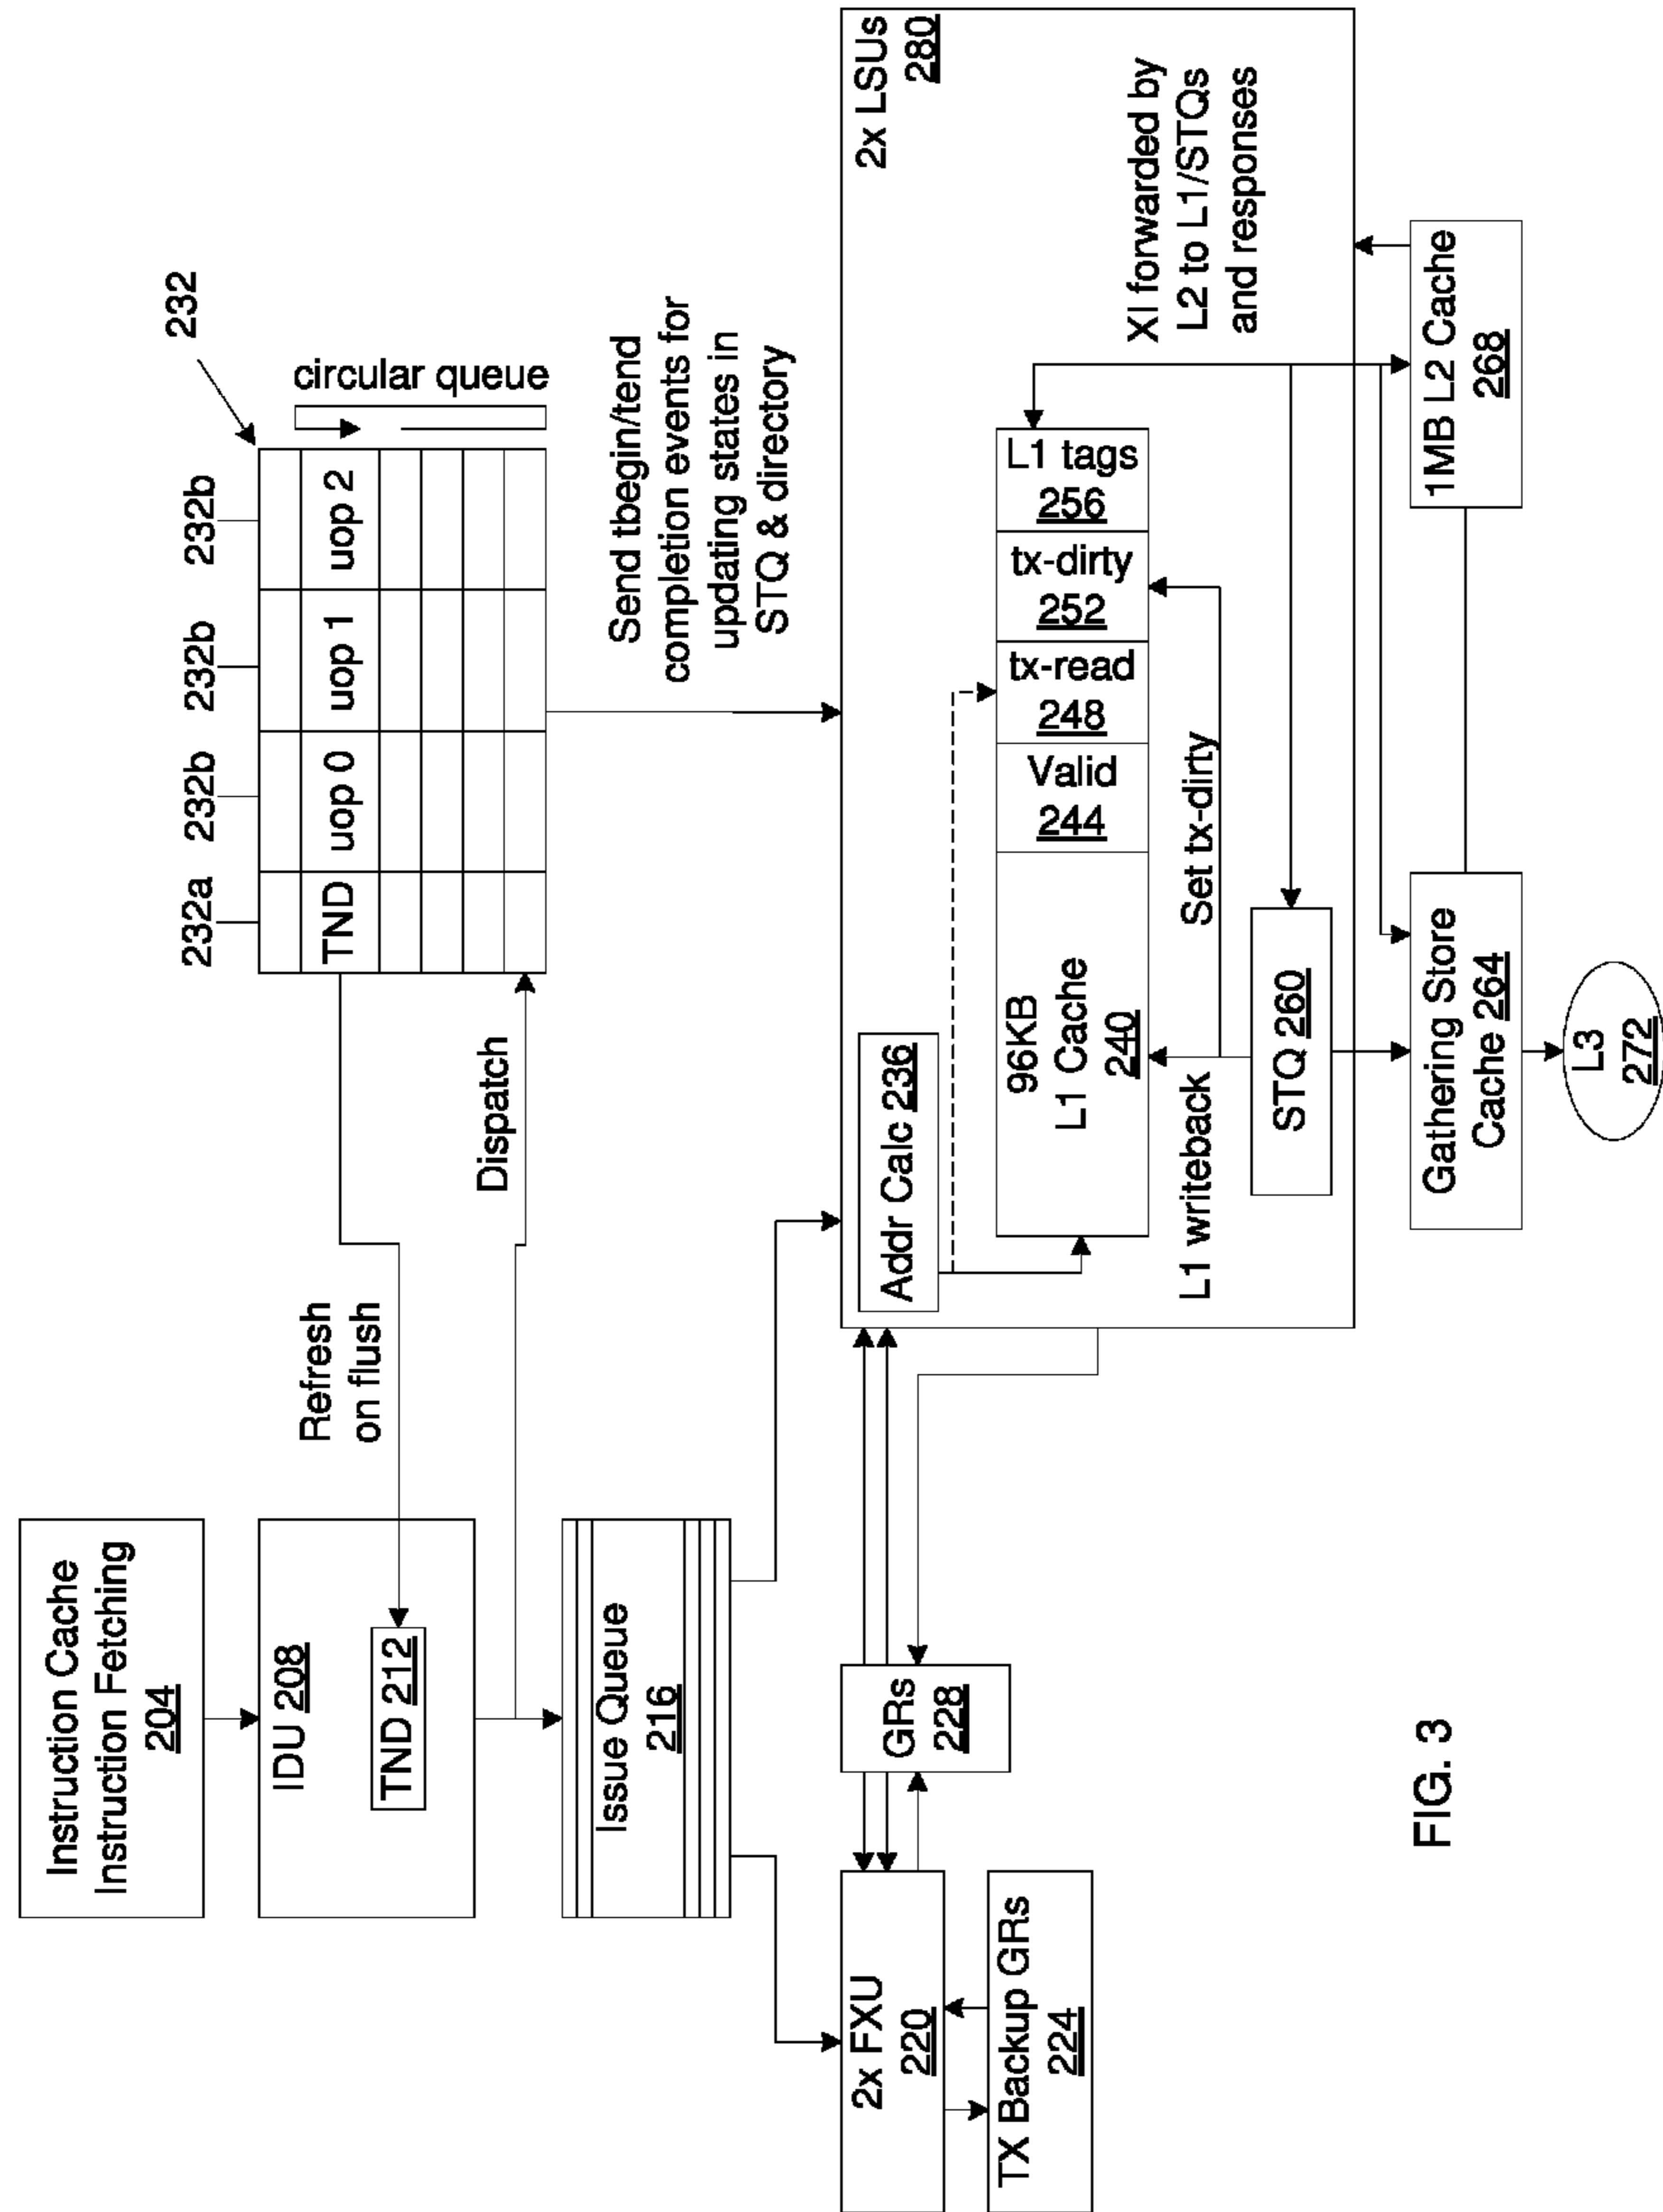 Instruction Cache
Instruction Fetching
204
IDU 208
TND 212
Refresh
on flush
Dispatch
232
232a
232b
232b
232b
TND
uop 0
uop 1
uop 2
circular queue
Send tbegin/tend
completion events for
updating states in
STQ & directory
Issue Queue
216
2x FXU
220
TX Backup GRs
224
GRs
228
2x LSUs
280
Addr Calc 236
96KB
L1 Cache
240
Valid
244
tx-read
248
tx-dirty
252
L1 tags
256
XI forwarded by
L2 to L1/STQs
and responses
L1 writeback
Set tx-dirty
STQ 260
Gathering Store
Cache 264
1MB L2 Cache
268
L3
272
FIG. 3